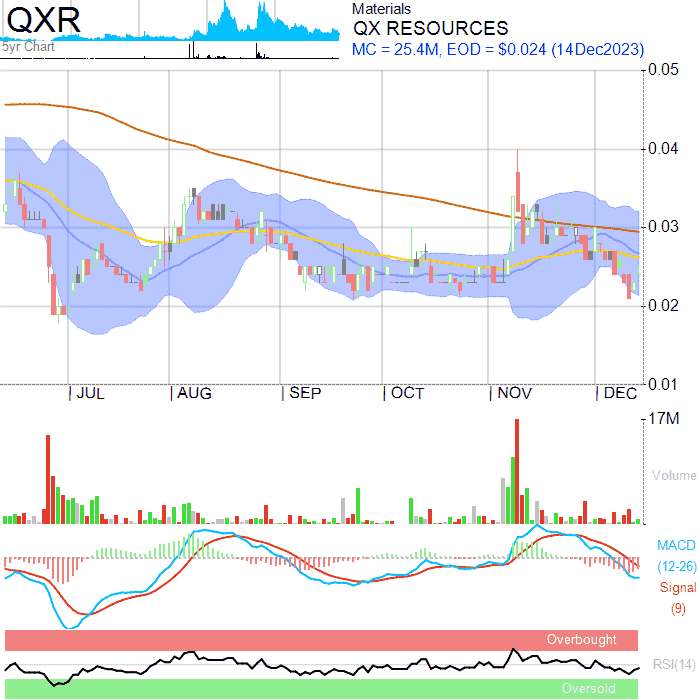 QXR
5yr Chart
Materials
QX RESOURCES
MC = 25.4M, EOD = $0.024 (14Dec2023)
0.05
0.04
0.03
0.02
0.01
JUL AUG SEP OCT NOV DEC
17M
Volume
MACD
(12-26)
Signal
(9)
Overbought
RSI(14)
Oversold